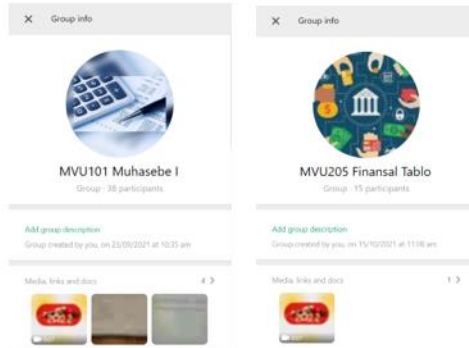 Group info
MVU101 Muhasebe I
Group · 38 participants
Add group description
Group created by you, on 23/09/2021 at 10:35 am
Media, links and docs
4
Group info
MVU205 Finansal Tablo
Group · 15 participants
Add group description
Group created by you, on 15/10/2021 at 11:08 am
Media, links and docs
1